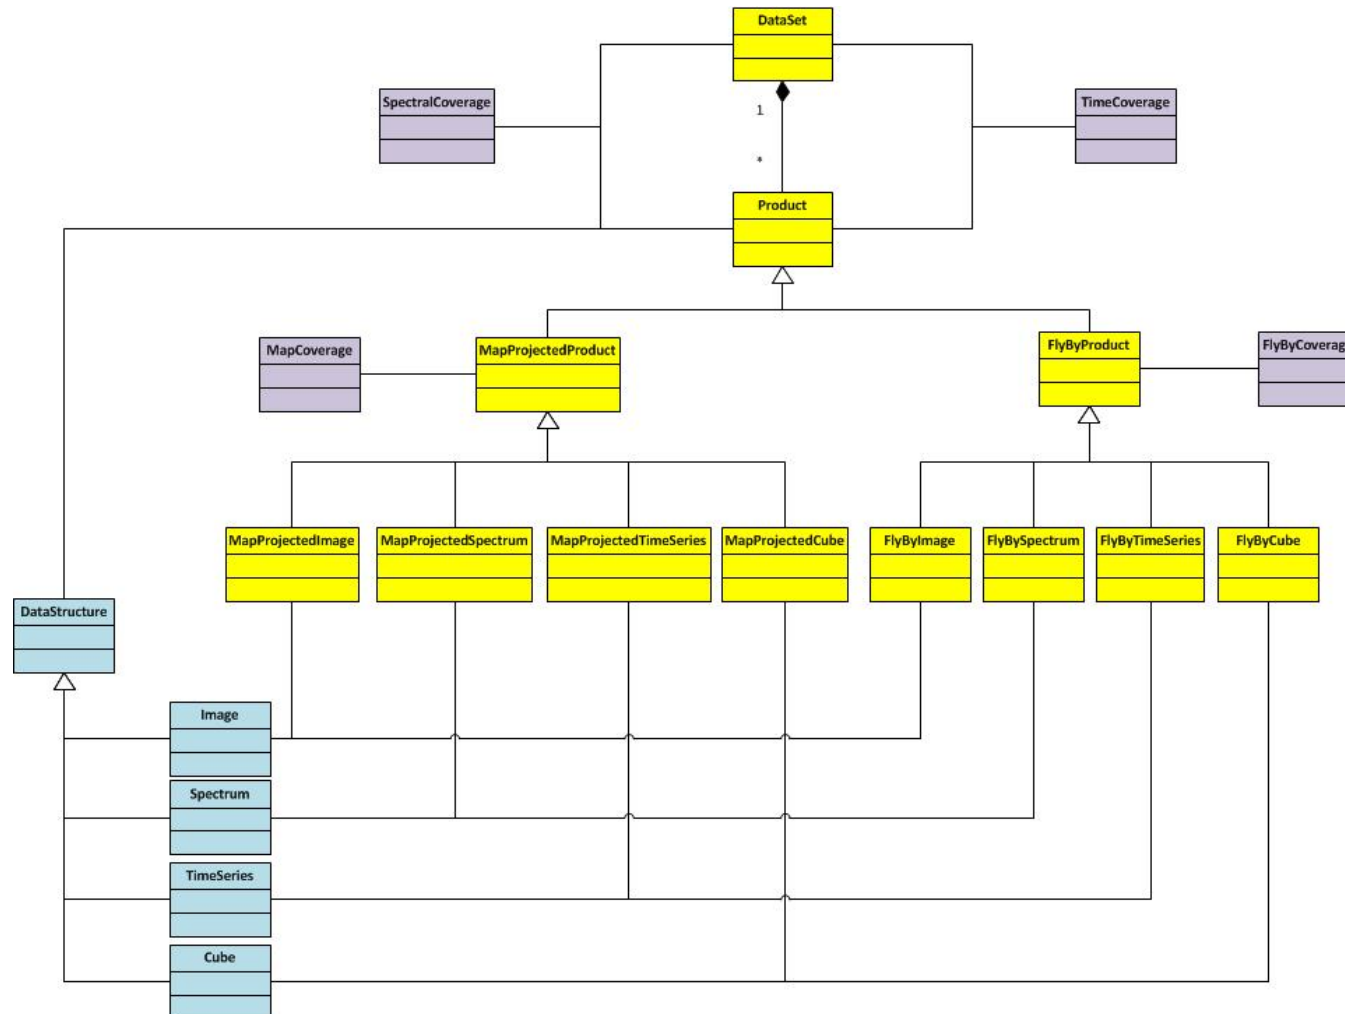 DataSet
SpectralCoverage
TimeCoverage
1
*
Product
MapCoverage
MapProjectedProduct
FlyByProduct
FlyByCoverage
MapProjectedImage
MapProjectedSpectrum
MapProjectedTimeSeries
MapProjectedCube
FlyByImage
FlyBySpectrum
FlyByTimeSeries
FlyByCube
DataStructure
Image
Spectrum
TimeSeries
Cube